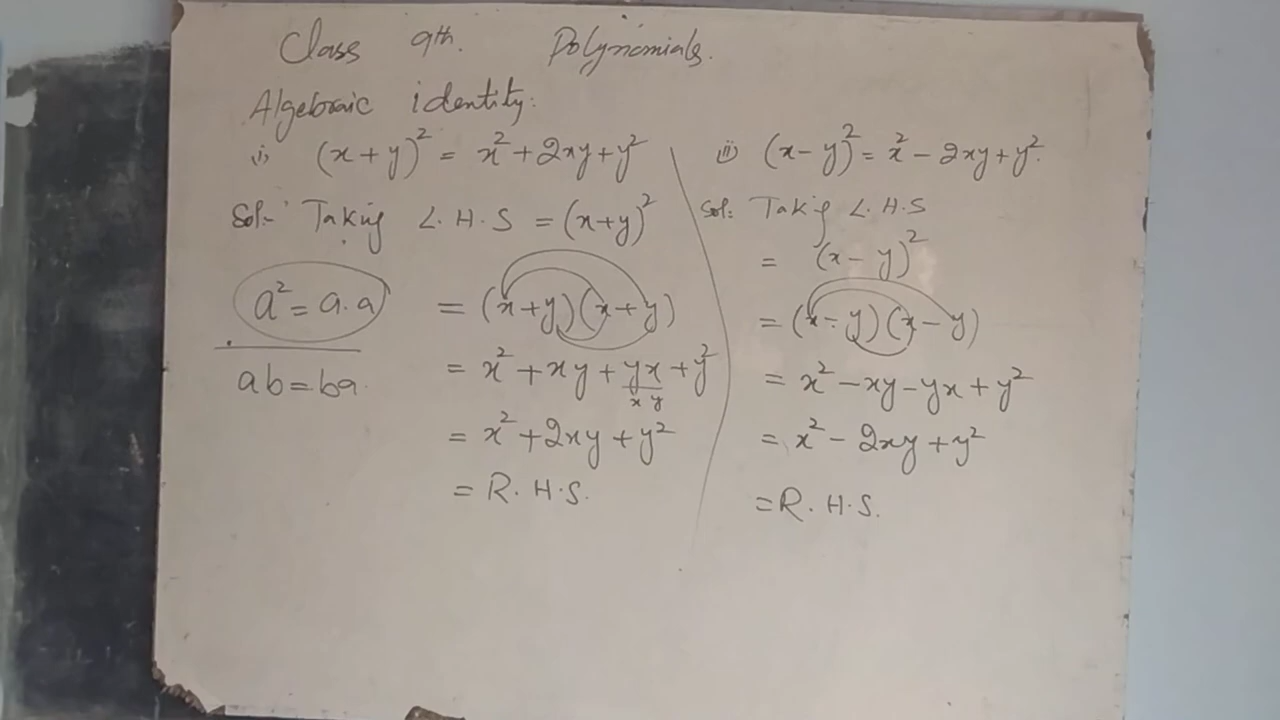 Class 9th. Polynomials.
Algebraic identity:
(i) (x + y)² = x² + 2xy + y²
Sol:- Taking L.H.S = (x+y)²
a² = a.a
= (x+y)(x+y)
ab = ba.
= x² + xy + yx + y²
xy
= x² + 2xy + y²
= R.H.S.
(ii) (x - y)² = x² - 2xy + y².
Sol: Takig L.H.S
= (x - y)²
= (x - y)(x - y)
= x² - xy - yx + y²
= x² - 2xy + y²
= R.H.S.